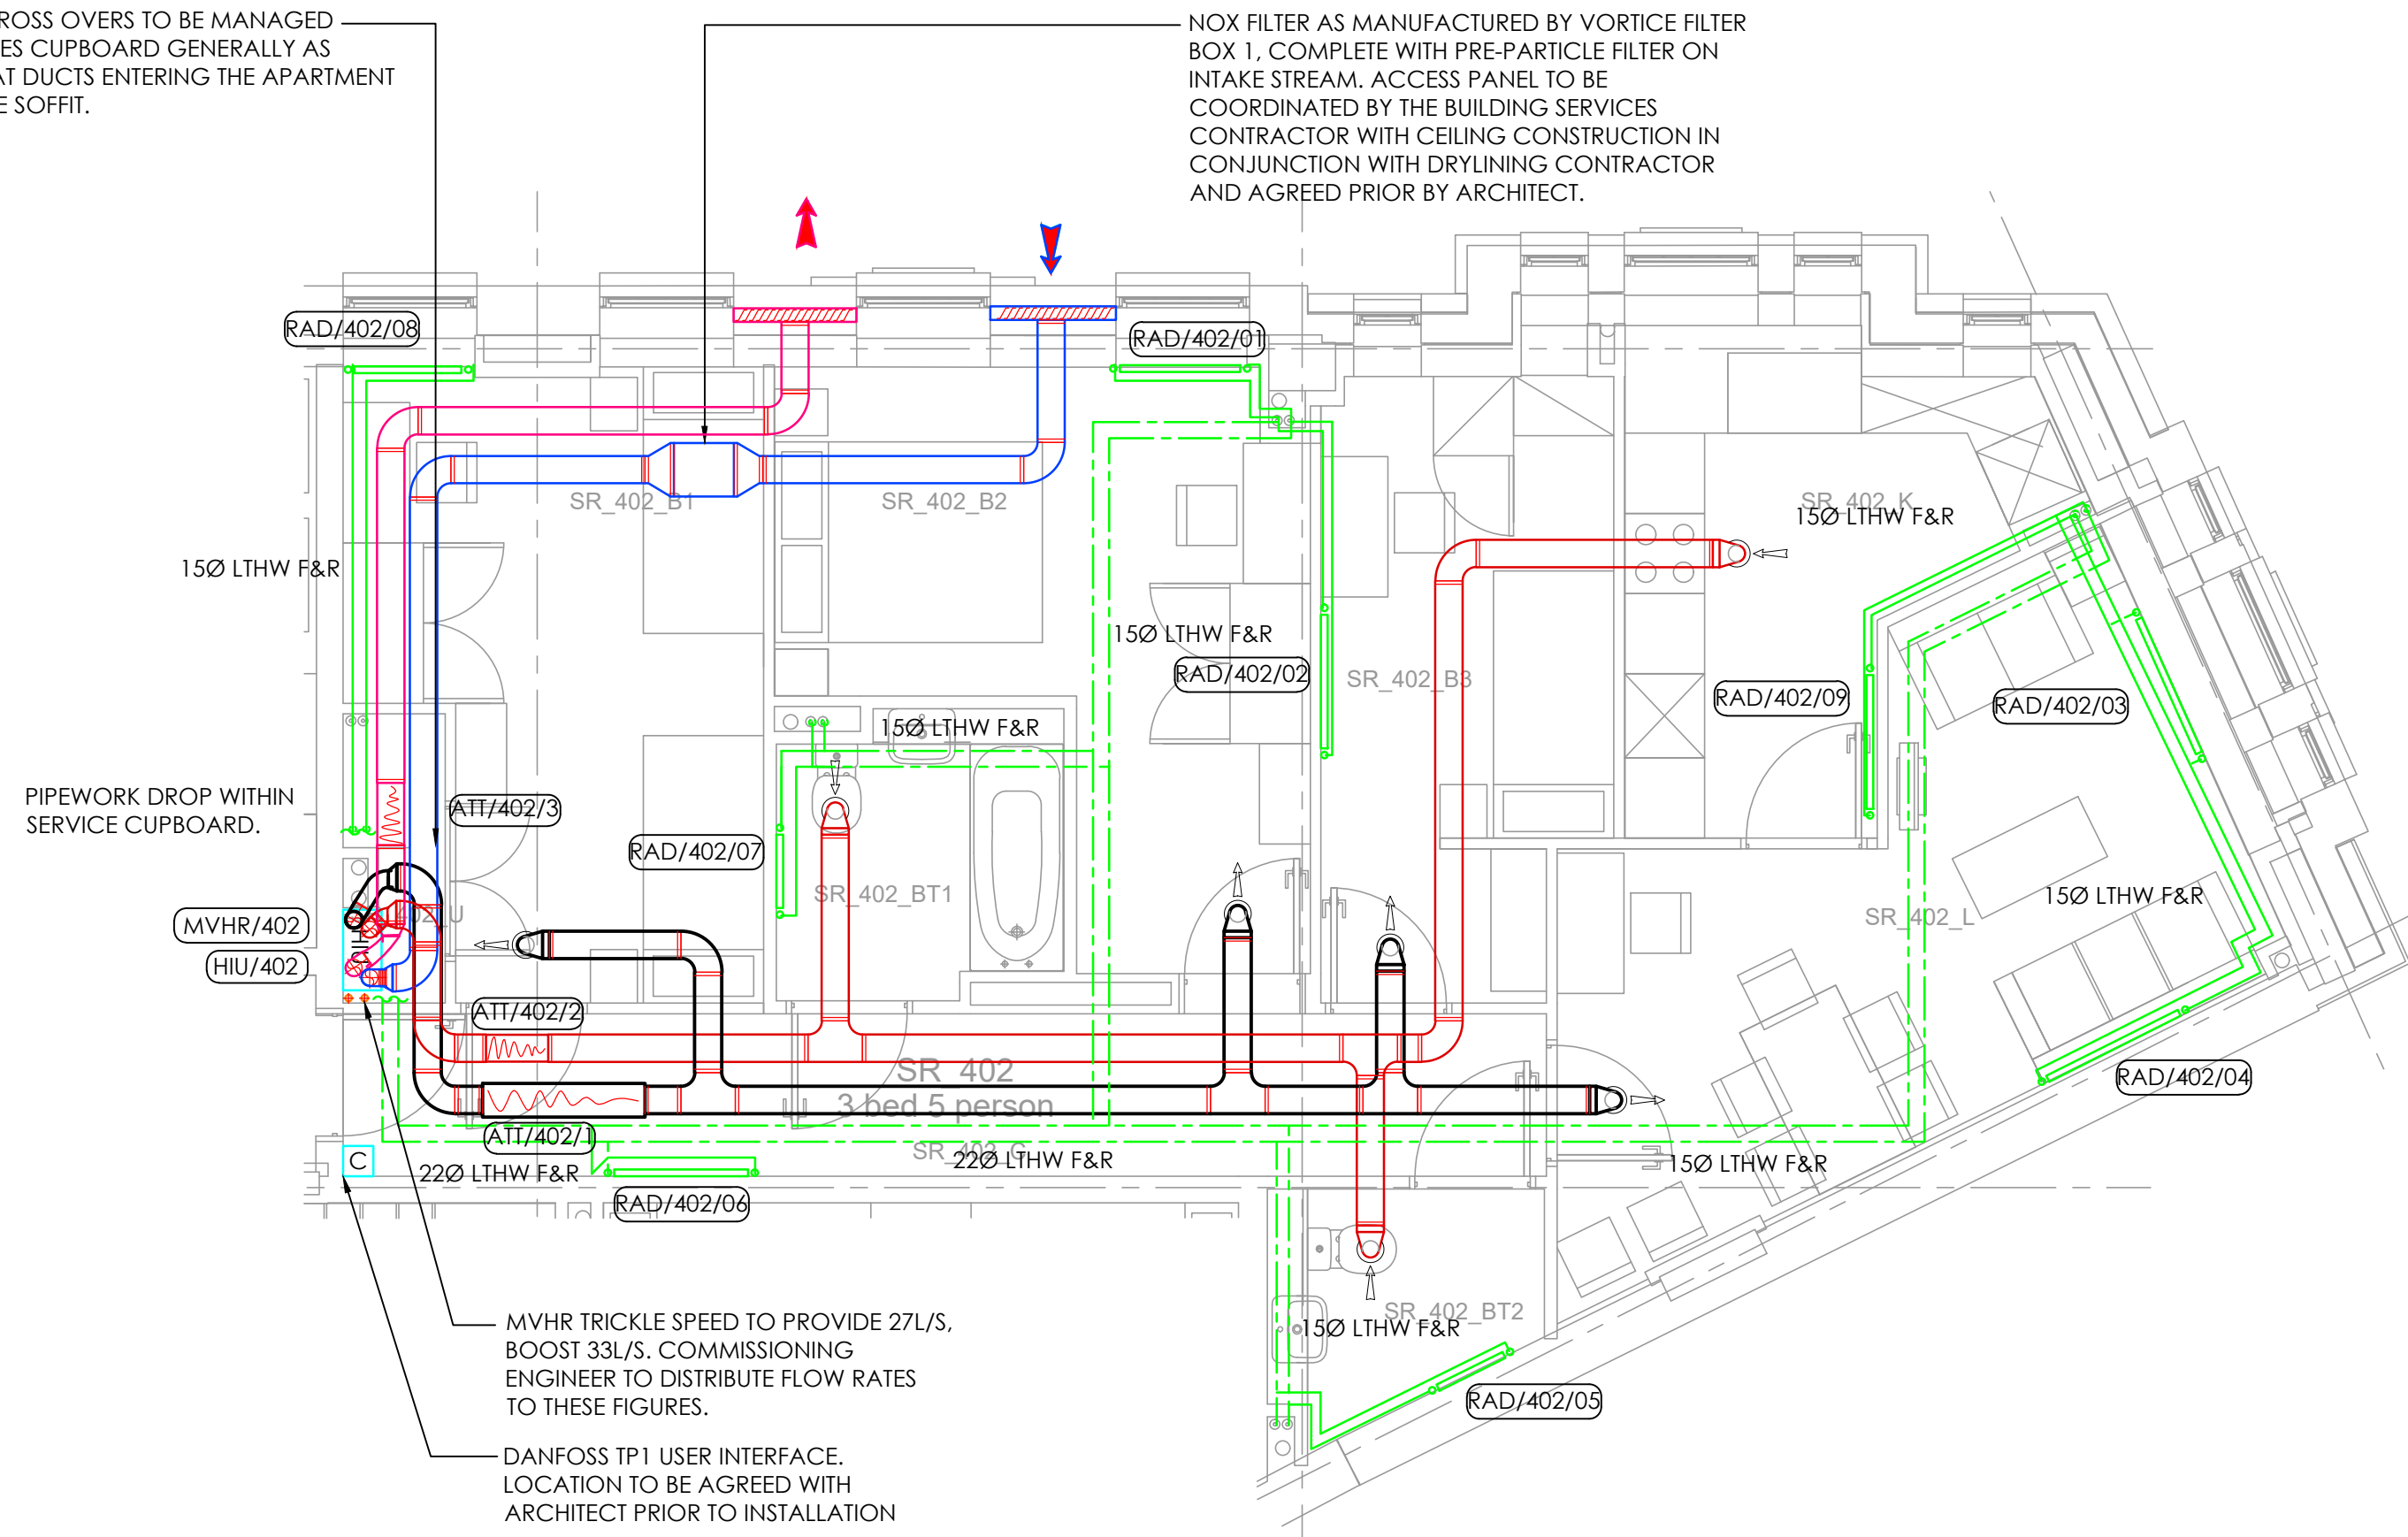 ROSS OVERS TO BE MANAGED
ES CUPBOARD GENERALLY AS
AT DUCTS ENTERING THE APARTMENT
E SOFFIT.
NOX FILTER AS MANUFACTURED BY VORTICE FILTER
BOX 1, COMPLETE WITH PRE-PARTICLE FILTER ON
INTAKE STREAM. ACCESS PANEL TO BE
COORDINATED BY THE BUILDING SERVICES
CONTRACTOR WITH CEILING CONSTRUCTION IN
CONJUNCTION WITH DRYLINING CONTRACTOR
AND AGREED PRIOR BY ARCHITECT.
RAD/402/08
RAD/402/01
SR_402_B1
SR_402_B2
SR_402_K
15Ø LTHW F&R
15Ø LTHW F&R
15Ø LTHW F&R
RAD/402/02
SR_402_B3
RAD/402/09
RAD/402/03
15Ø LTHW F&R
PIPEWORK DROP WITHIN
SERVICE CUPBOARD.
ATT/402/3
RAD/402/07
SR_402_BT1
15Ø LTHW F&R
SR_402_L
MVHR/402
HIU/402
ATT/402/2
SR_402
3 bed 5 person
RAD/402/04
ATT/402/1
SR_402_C
C
22Ø LTHW F&R
22Ø LTHW F&R
15Ø LTHW F&R
RAD/402/06
SR_402_BT2
15Ø LTHW F&R
RAD/402/05
MVHR TRICKLE SPEED TO PROVIDE 27L/S,
BOOST 33L/S. COMMISSIONING
ENGINEER TO DISTRIBUTE FLOW RATES
TO THESE FIGURES.
DANFOSS TP1 USER INTERFACE.
LOCATION TO BE AGREED WITH
ARCHITECT PRIOR TO INSTALLATION